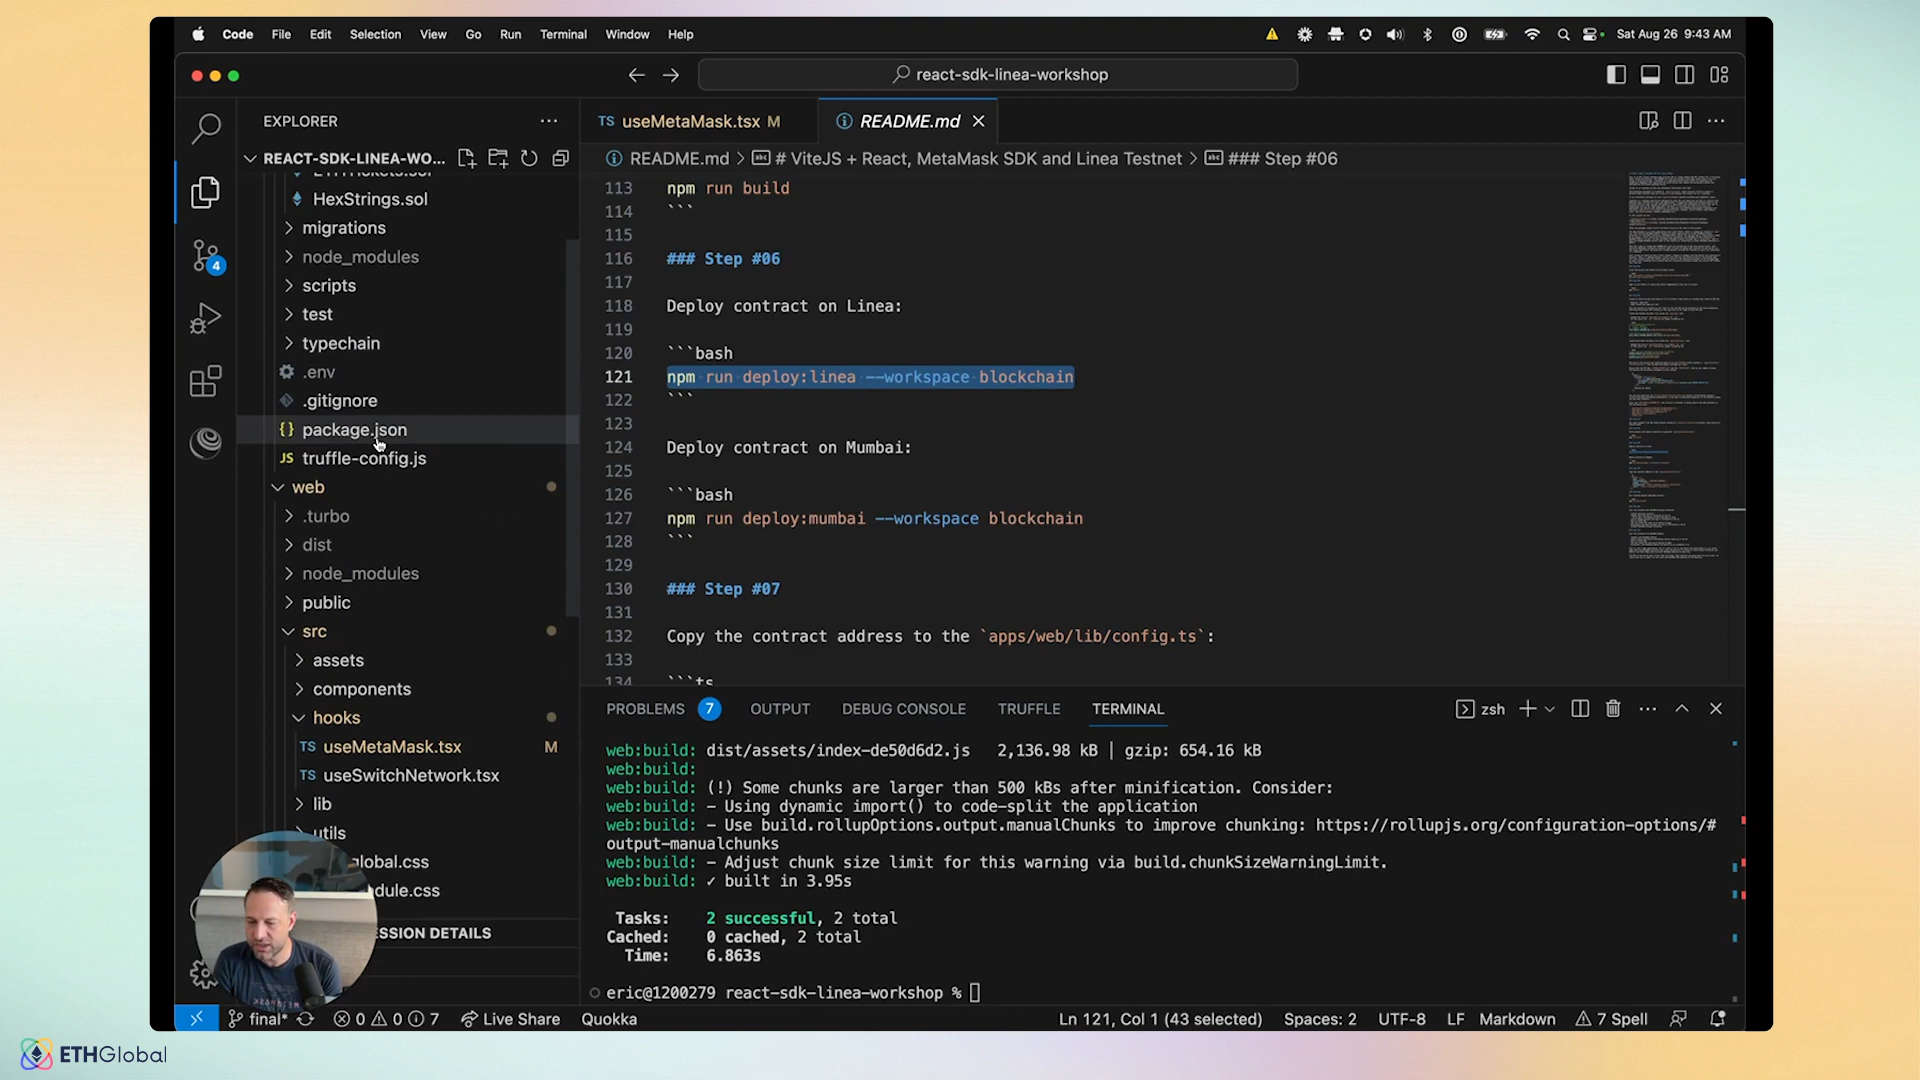 Code File Edit Selection View Go Run Terminal Window Help Sat Aug 26 9:43 AM
react-sdk-linea-workshop
EXPLORER
REACT-SDK-LINEA-WO...
HexStrings.sol
migrations
node_modules
scripts
test
typechain
.env
.gitignore
{} package.json
JS truffle-config.js
web
.turbo
dist
node_modules
public
src
assets
components
hooks
TS useMetaMask.tsx M
TS useSwitchNetwork.tsx
lib
utils
global.css
dule.css
SSION DETAILS
4
TS useMetaMask.tsx M
README.md
README.md > # ViteJS + React, MetaMask SDK and Linea Testnet > ### Step #06
113 npm run build
114 ```
115
116 ### Step #06
117
118 Deploy contract on Linea:
119
120 ```bash
121 npm run deploy:linea --workspace blockchain
122 ```
123
124 Deploy contract on Mumbai:
125
126 ```bash
127 npm run deploy:mumbai --workspace blockchain
128 ```
129
130 ### Step #07
131
132 Copy the contract address to the `apps/web/lib/config.ts`:
133
134 ```ts
PROBLEMS 7 OUTPUT DEBUG CONSOLE TRUFFLE TERMINAL zsh
web:build: dist/assets/index-de50d6d2.js 2,136.98 kB | gzip: 654.16 kB
web:build:
web:build: (!) Some chunks are larger than 500 kBs after minification. Consider:
web:build: - Using dynamic import() to code-split the application
web:build: - Use build.rollupOptions.output.manualChunks to improve chunking: https://rollupjs.org/configuration-options/#
output-manualchunks
web:build: - Adjust chunk size limit for this warning via build.chunkSizeWarningLimit.
web:build: ✓ built in 3.95s
Tasks: 2 successful, 2 total
Cached: 0 cached, 2 total
Time: 6.863s
eric@1200279 react-sdk-linea-workshop %
final* 0 0 7 Live Share Quokka Ln 121, Col 1 (43 selected) Spaces: 2 UTF-8 LF Markdown 7 Spell
ETHGlobal